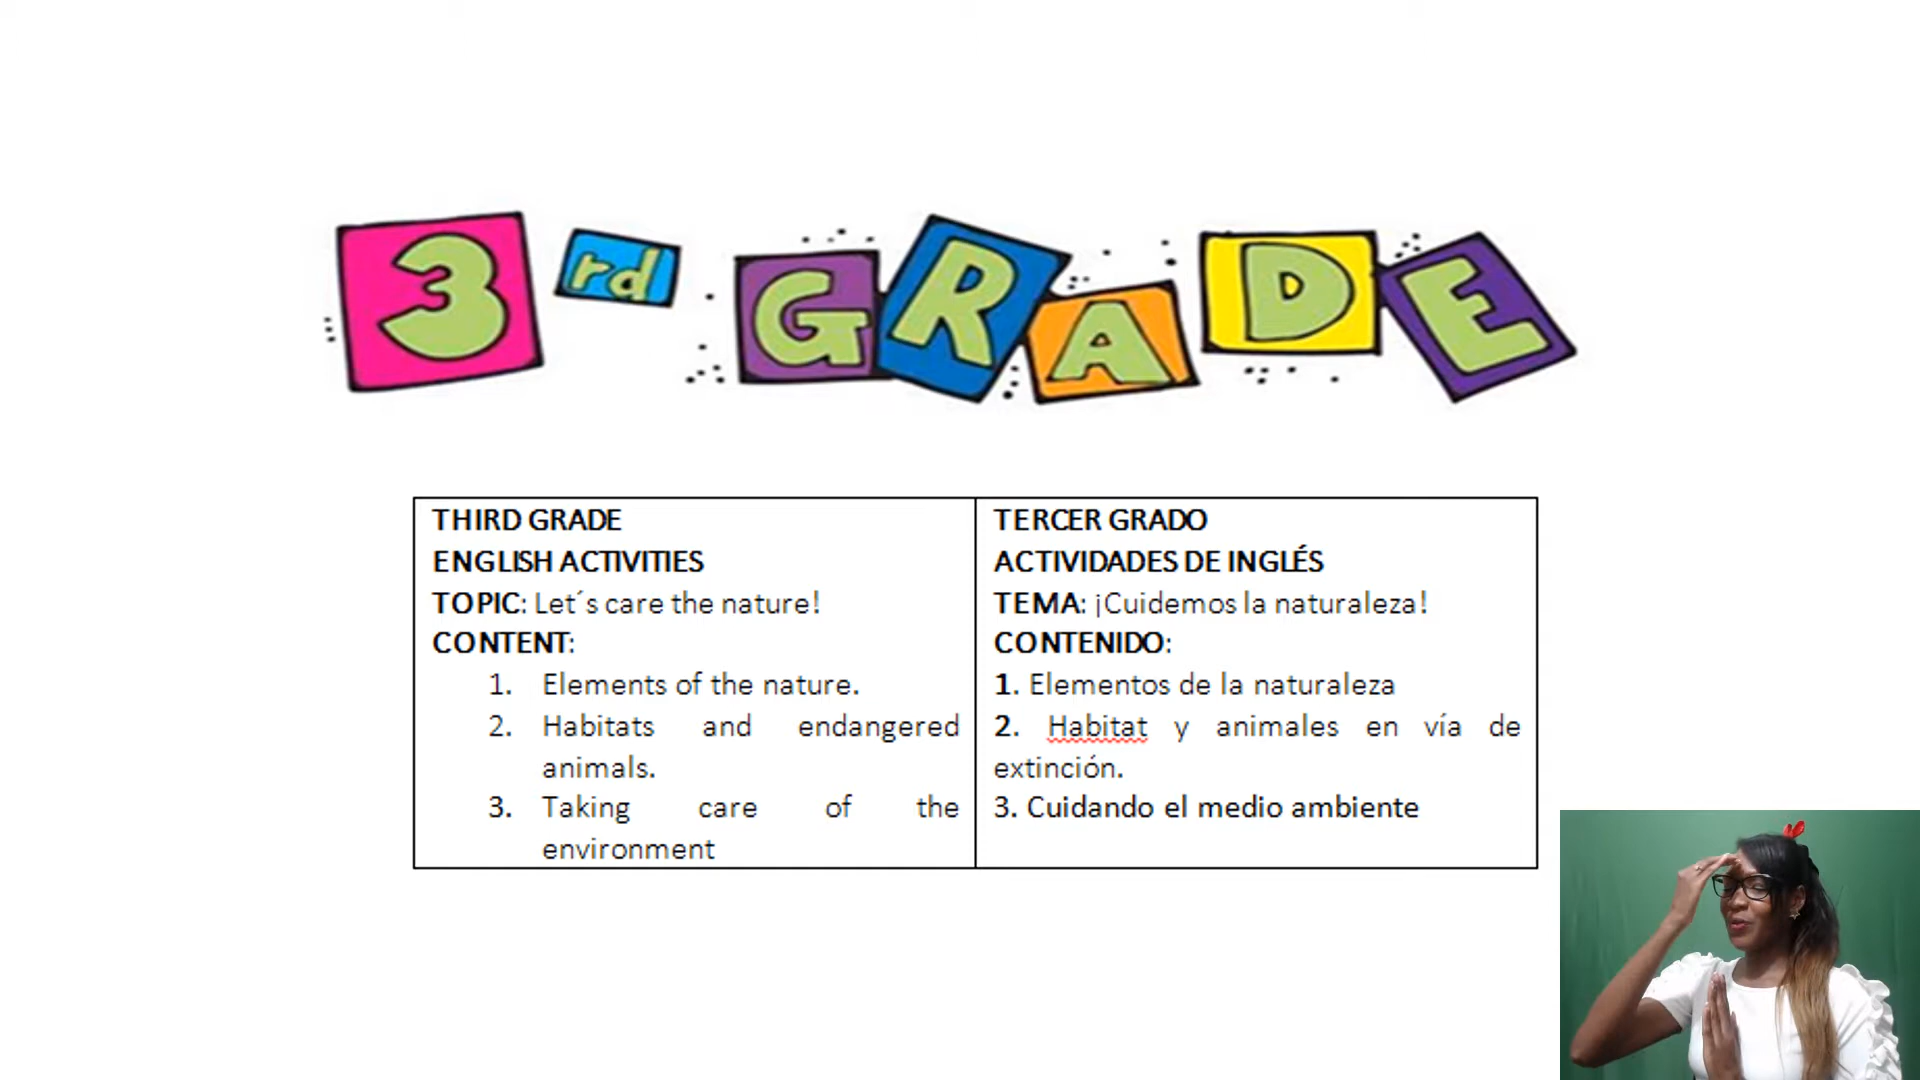 3rd GRADE
THIRD GRADE
ENGLISH ACTIVITIES
TOPIC: Let´s care the nature!
CONTENT:
1. Elements of the nature.
2. Habitats and endangered
animals.
3. Taking care of the
environment
TERCER GRADO
ACTIVIDADES DE INGLÉS
TEMA: ¡Cuidemos la naturaleza!
CONTENIDO:
1. Elementos de la naturaleza
2. Habitat y animales en vía de
extinción.
3. Cuidando el medio ambiente